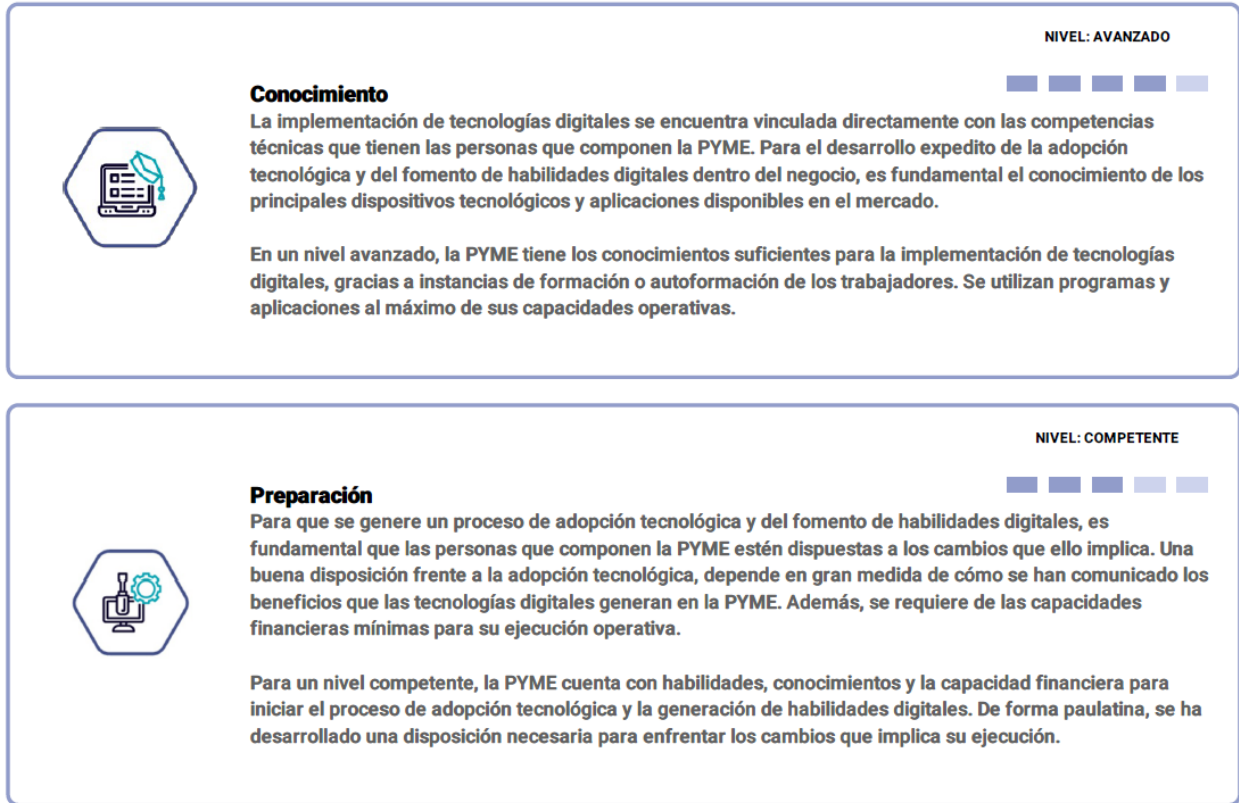 NIVEL: AVANZADO
Conocimiento
La implementación de tecnologías digitales se encuentra vinculada directamente con las competencias
técnicas que tienen las personas que componen la PYME. Para el desarrollo expedito de la adopción
tecnológica y del fomento de habilidades digitales dentro del negocio, es fundamental el conocimiento de los
principales dispositivos tecnológicos y aplicaciones disponibles en el mercado.
En un nivel avanzado, la PYME tiene los conocimientos suficientes para la implementación de tecnologías
digitales, gracias a instancias de formación o autoformación de los trabajadores. Se utilizan programas y
aplicaciones al máximo de sus capacidades operativas.
NIVEL: COMPETENTE
Preparación
Para que se genere un proceso de adopción tecnológica y del fomento de habilidades digitales, es
fundamental que las personas que componen la PYME estén dispuestas a los cambios que ello implica. Una
buena disposición frente a la adopción tecnológica, depende en gran medida de cómo se han comunicado los
beneficios que las tecnologías digitales generan en la PYME. Además, se requiere de las capacidades
financieras mínimas para su ejecución operativa.
Para un nivel competente, la PYME cuenta con habilidades, conocimientos y la capacidad financiera para
iniciar el proceso de adopción tecnológica y la generación de habilidades digitales. De forma paulatina, se ha
desarrollado una disposición necesaria para enfrentar los cambios que implica su ejecución.